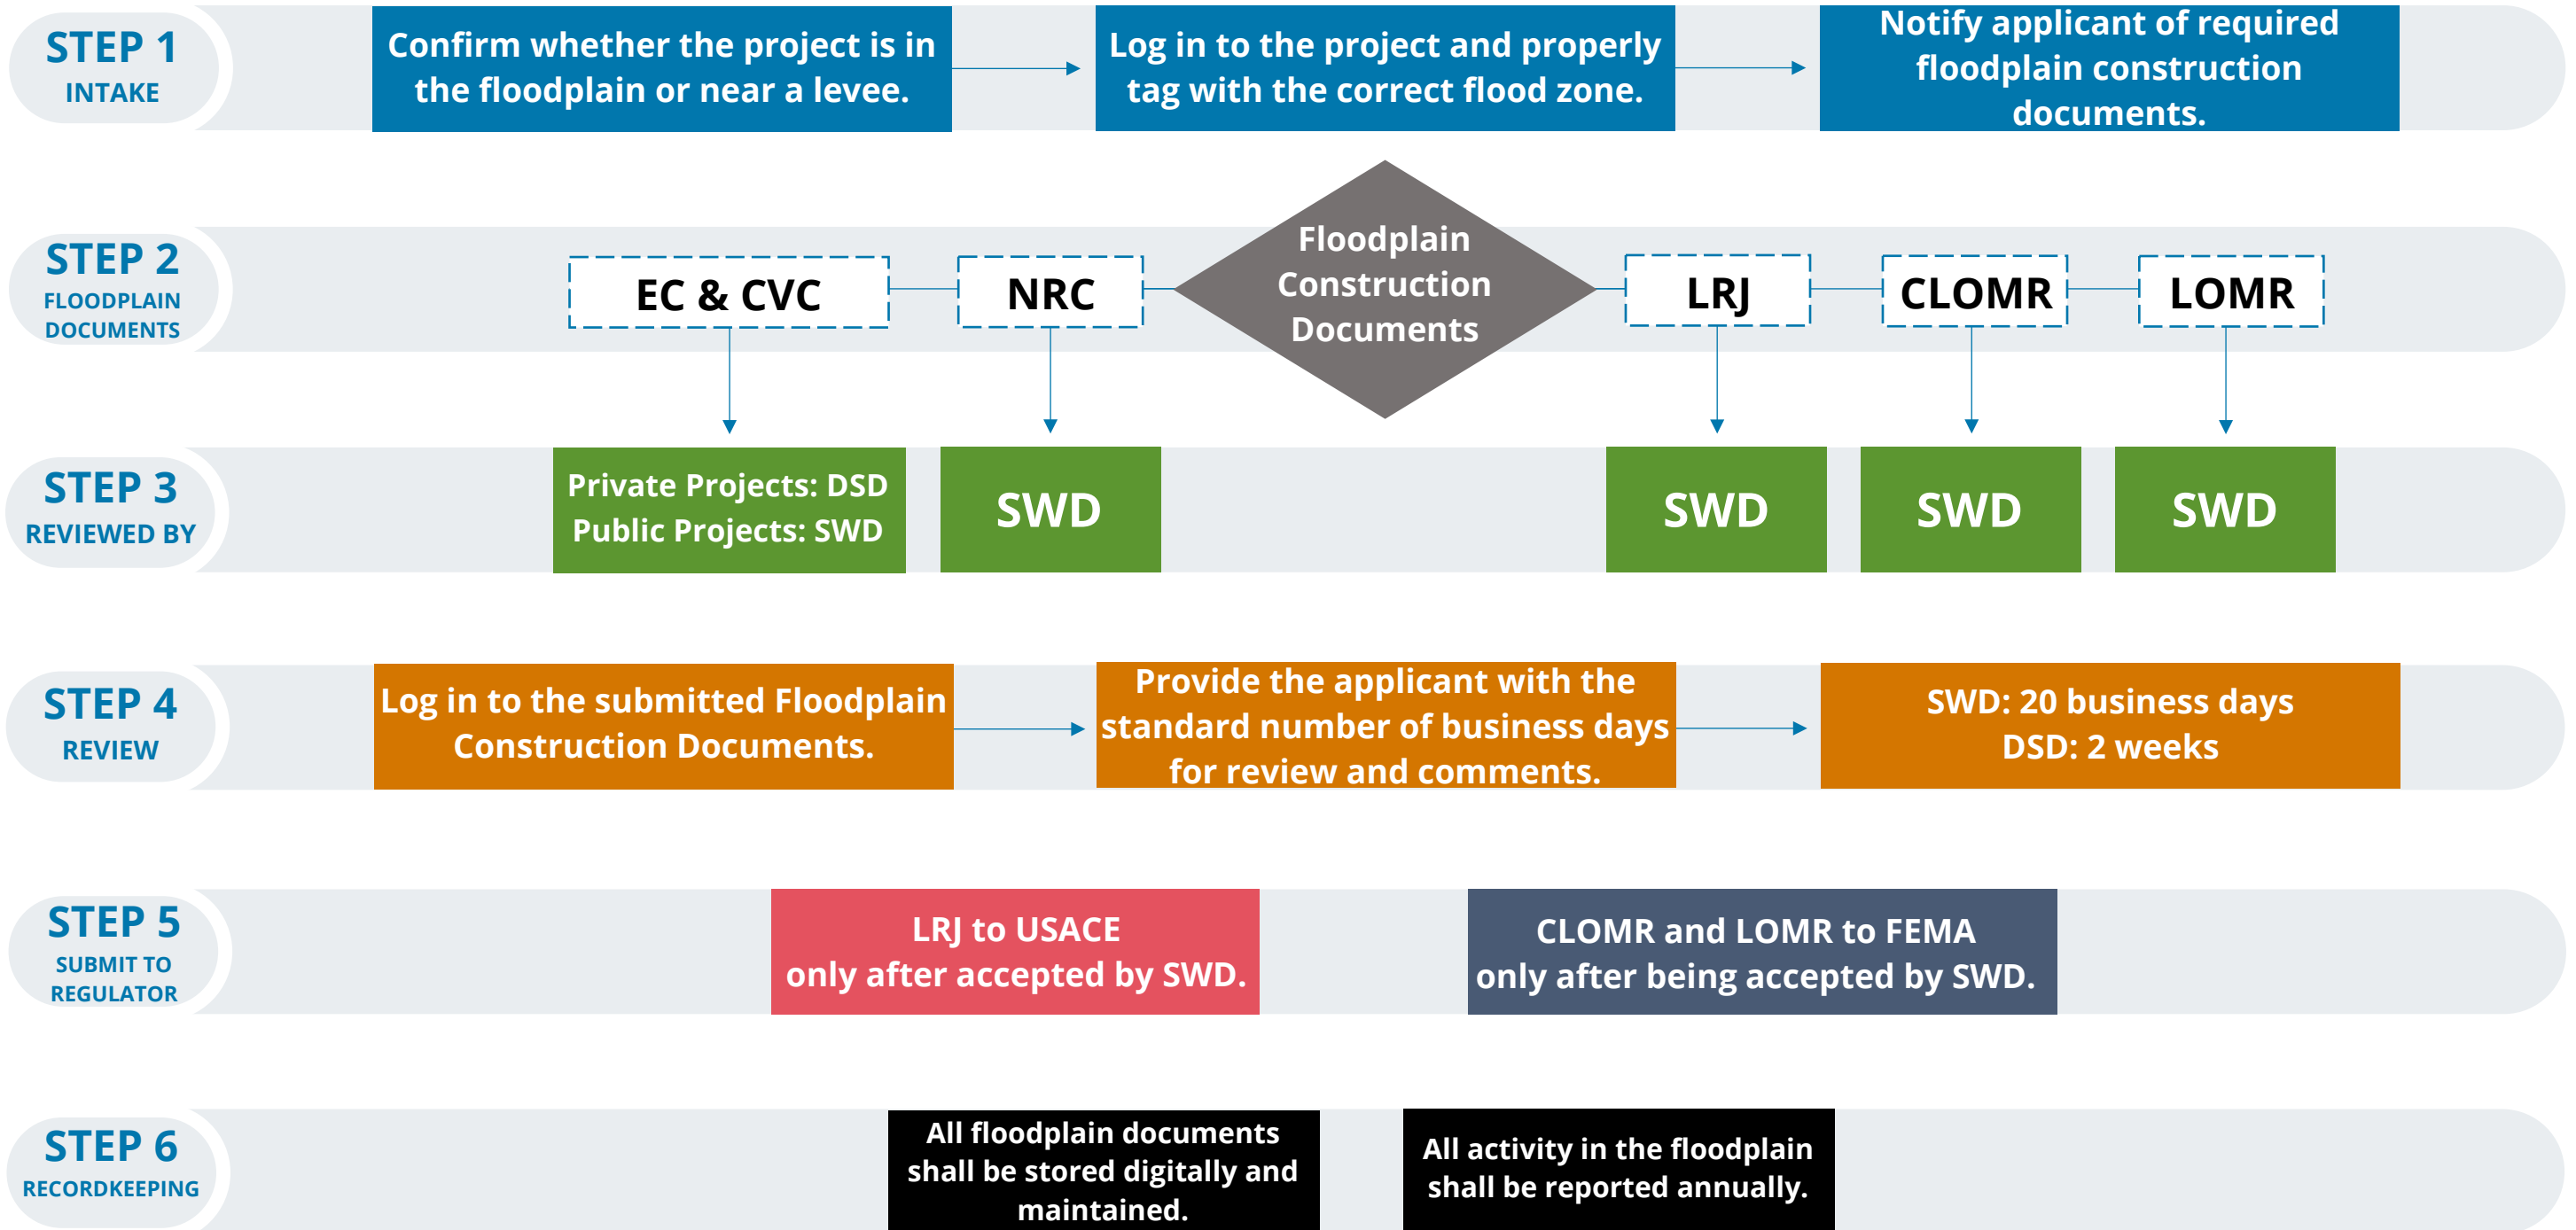 STEP 1
INTAKE
Confirm whether the project is in
the floodplain or near a levee.
Log in to the project and properly
tag with the correct flood zone.
Notify applicant of required
floodplain construction
documents.
STEP 2
FLOODPLAIN
DOCUMENTS
EC & CVC
NRC
Floodplain
Construction
Documents
LRJ
CLOMR
LOMR
STEP 3
REVIEWED BY
Private Projects: DSD
Public Projects: SWD
SWD
SWD
SWD
SWD
STEP 4
REVIEW
Log in to the submitted Floodplain
Construction Documents.
Provide the applicant with the
standard number of business days
for review and comments.
SWD: 20 business days
DSD: 2 weeks
STEP 5
SUBMIT TO
REGULATOR
LRJ to USACE
only after accepted by SWD.
CLOMR and LOMR to FEMA
only after being accepted by SWD.
STEP 6
RECORDKEEPING
All floodplain documents
shall be stored digitally and
maintained.
All activity in the floodplain
shall be reported annually.